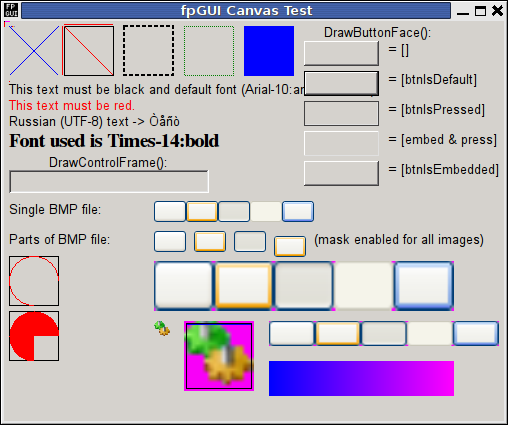 FP
GUI
fpGUI Canvas Test
DrawButtonFace():
= []
This text must be black and default font (Arial-10:an
= [btnIsDefault]
This text must be red.
= [btnIsPressed]
Russian (UTF-8) text -> Òåñò
Font used is Times-14:bold
= [embed & press]
DrawControlFrame():
= [btnIsEmbedded]
Single BMP file:
Parts of BMP file:
(mask enabled for all images)